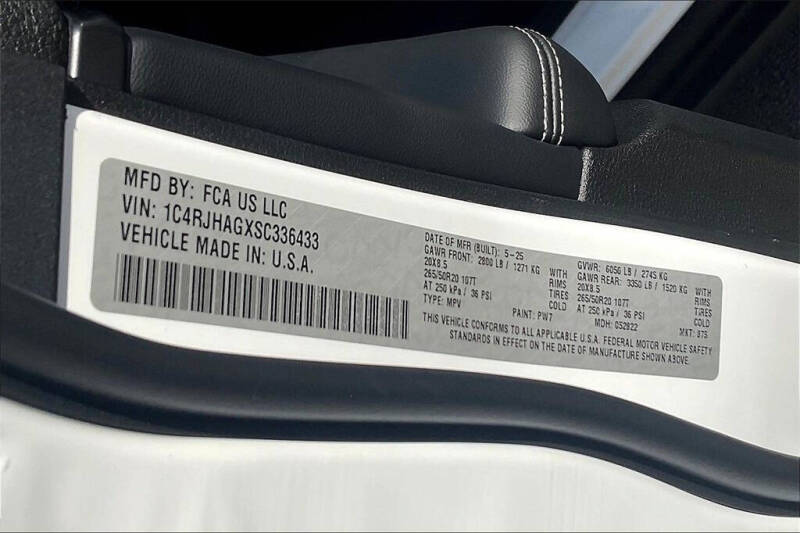 MFD BY: FCA US LLC
VIN: 1C4RJHAGXSC336433
VEHICLE MADE IN: U.S.A.
DATE OF MFR (BUILT): 5-25
GAWR FRONT: 2800 LB / 1271 KG WITH
20X8.5 RIMS
265/50R20 107T TIRES
AT 250 kPa / 36 PSI COLD
TYPE: MPV PAINT: PW7
GVWR: 6050 LB / 2745 KG
GAWR REAR: 3350 LB / 1520 KG WITH
20X8.5 RIMS
265/50R20 107T TIRES
AT 250 kPa / 36 PSI COLD
MDH: 052822 MKT: 875
THIS VEHICLE CONFORMS TO ALL APPLICABLE U.S.A. FEDERAL MOTOR VEHICLE SAFETY
STANDARDS IN EFFECT ON THE DATE OF MANUFACTURE SHOWN ABOVE.